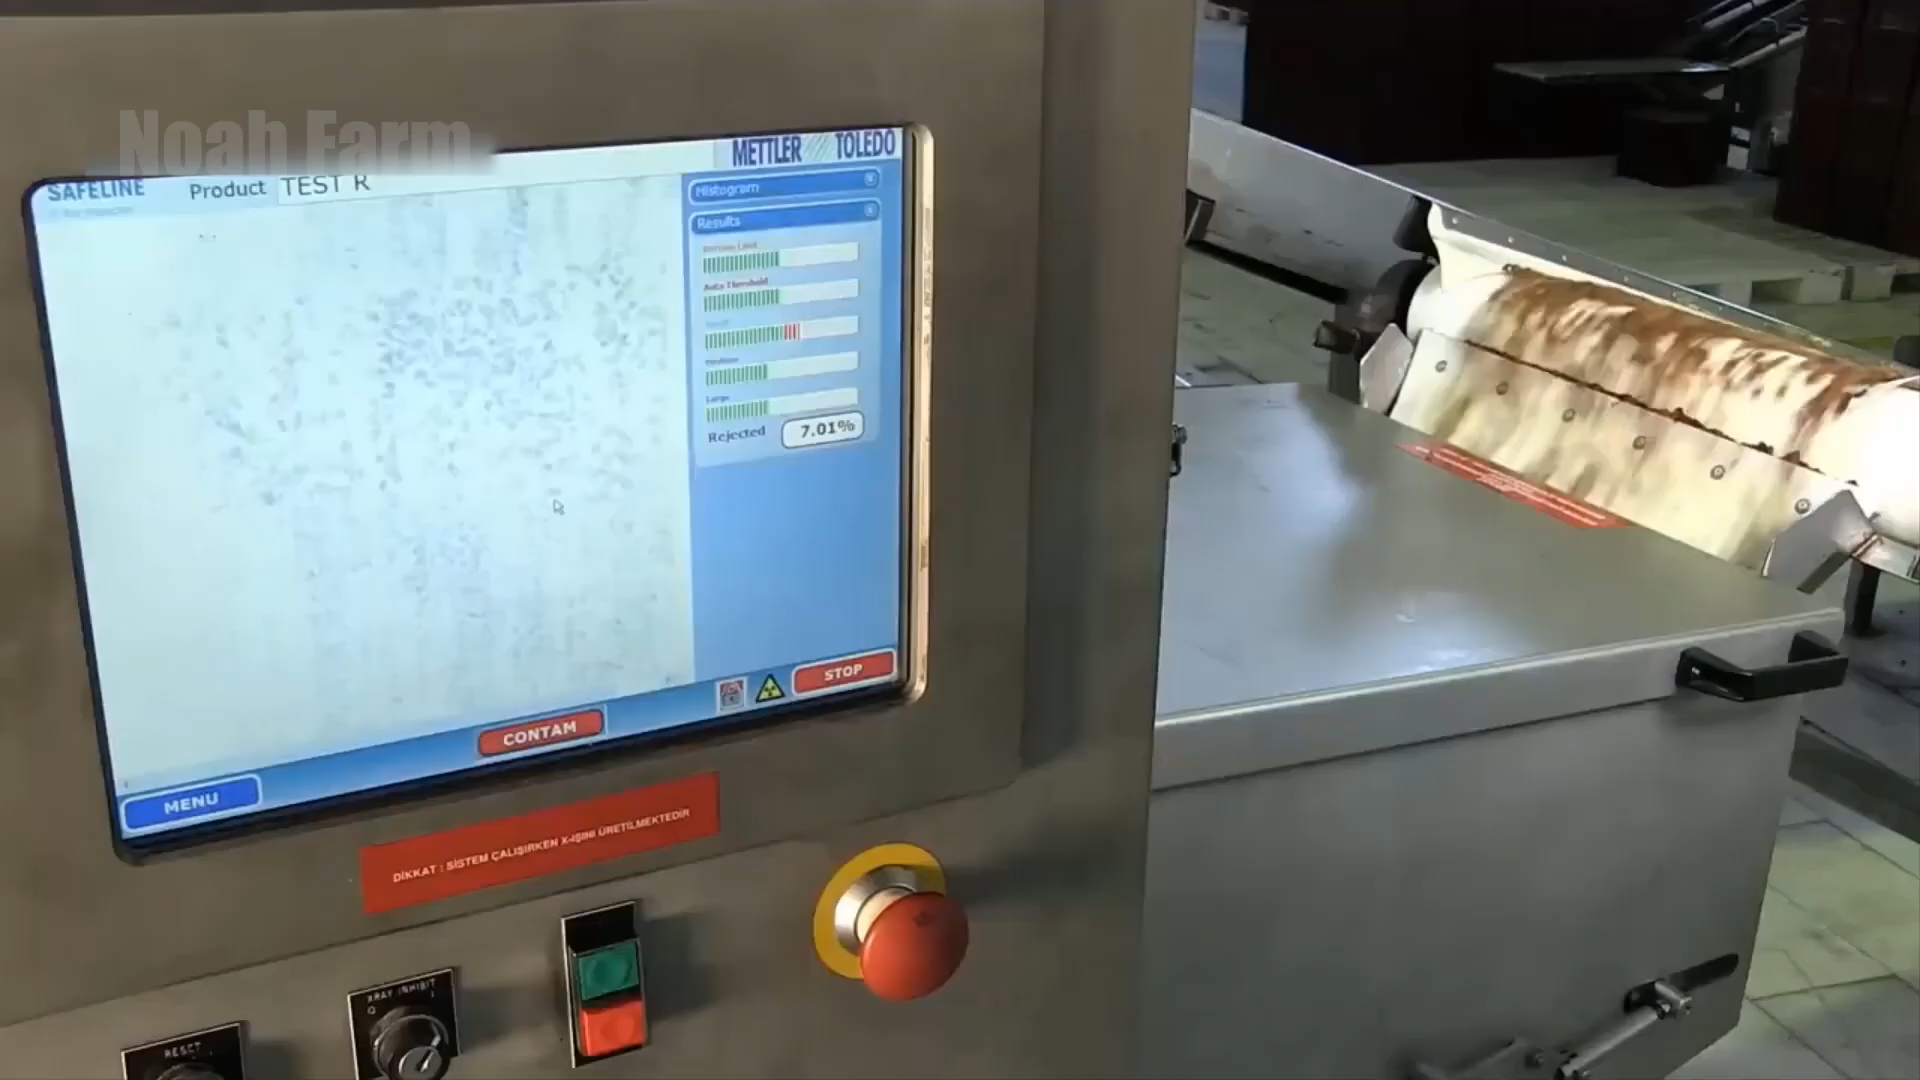 Noah Farm
METTLER TOLEDO
SAFELINE
Product TEST R
Histogram
Results
Auto Threshold
Large
Rejected 7.01%
STOP
CONTAM
MENU
DİKKAT : SİSTEM ÇALIŞIRKEN X-IŞINI ÜRETİLMEKTEDİR
XRAY INHIBIT
RESET